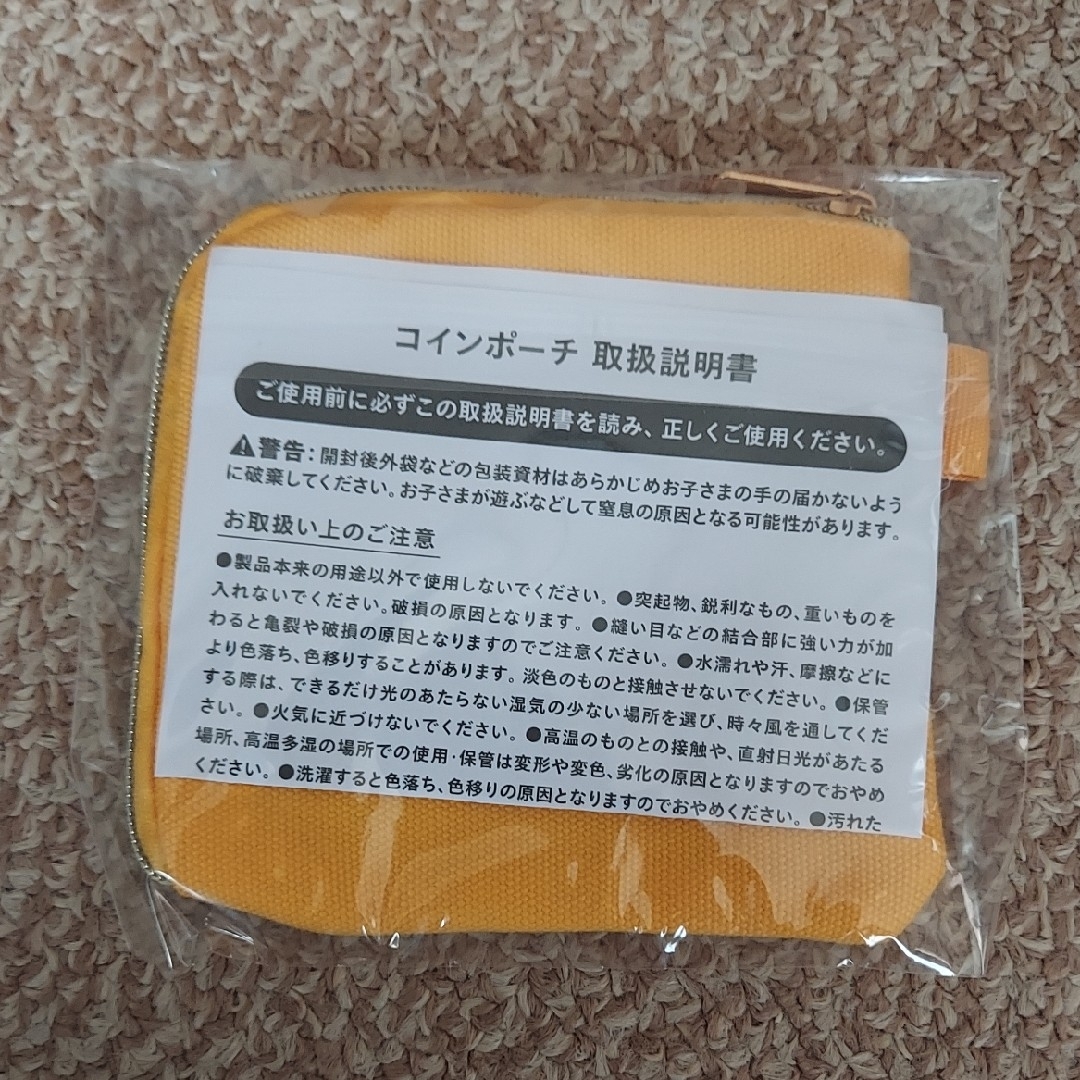 コインポーチ 取扱説明書
ご使用前に必ずこの取扱説明書を読み、正しくご使用ください。
⚠警告：開封後外袋などの包装資材はあらかじめお子さまの手の届かないよう
に破棄してください。お子さまが遊ぶなどして窒息の原因となる可能性があります。
お取扱い上のご注意
●製品本来の用途以外で使用しないでください。●突起物、鋭利なもの、重いものを
入れないでください。破損の原因となります。●縫い目などの結合部に強い力が加
わると亀裂や破損の原因となりますのでご注意ください。●水濡れや汗、摩擦などに
より色落ち、色移りすることがあります。淡色のものと接触させないでください。●保管
する際は、できるだけ光のあたらない湿気の少ない場所を選び、時々風を通してくだ
さい。●火気に近づけないでください。●高温のものとの接触や、直射日光があたる
場所、高温多湿の場所での使用・保管は変形や変色、劣化の原因となりますのでおやめ
ください。●洗濯すると色落ち、色移りの原因となりますのでおやめください。●汚れた